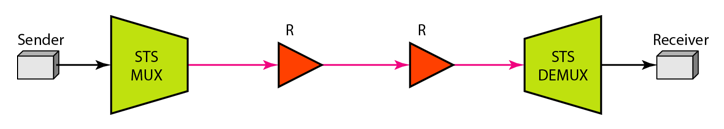 R
R
Sender
Receiver
STS
MUX
STS
DEMUX